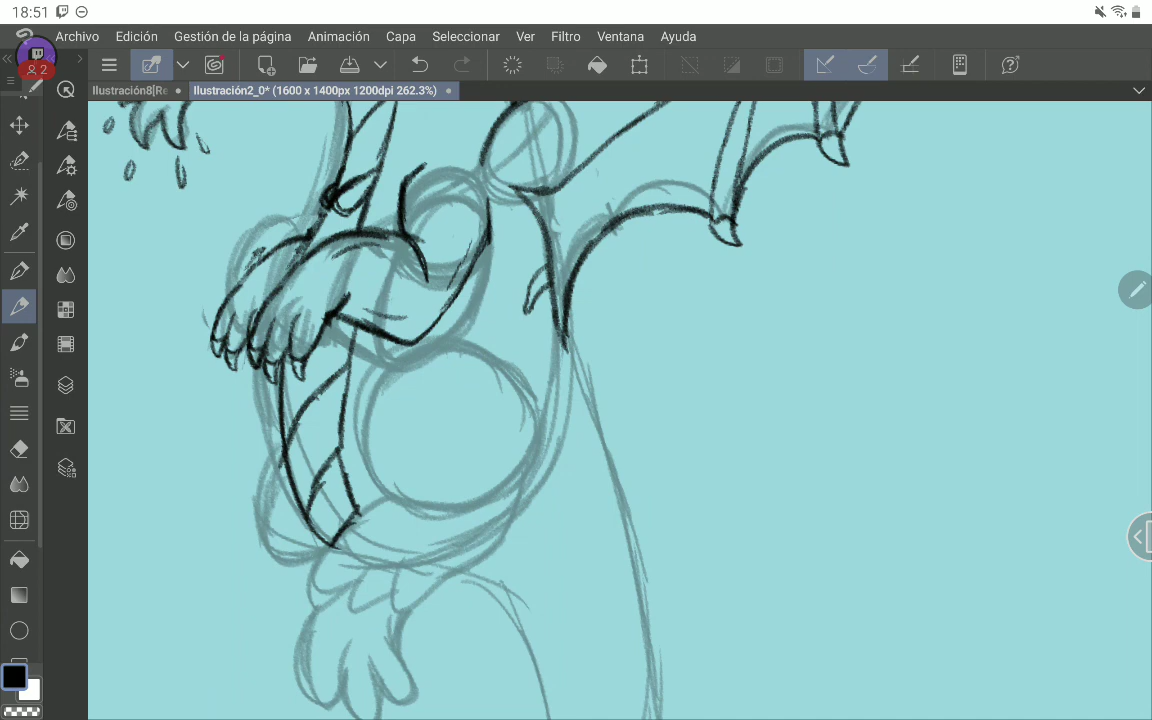 18:51
Archivo Edición Gestión de la página Animación Capa Seleccionar Ver Filtro Ventana Ayuda
2
Ilustración8[Re Ilustración2_0* (1600 x 1400px 1200dpi 262.3%)